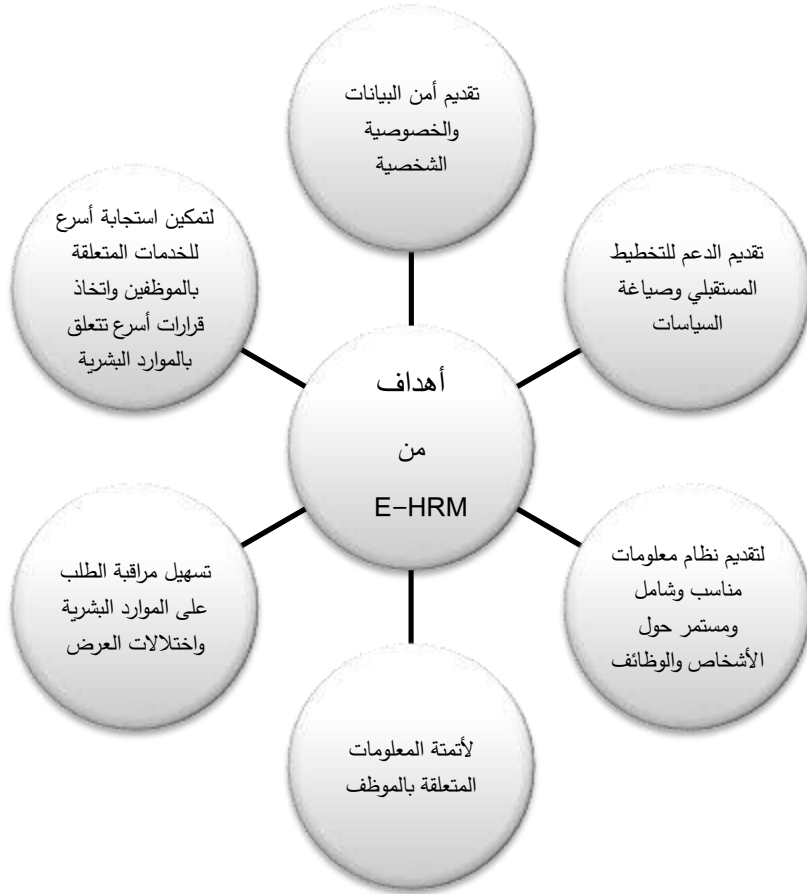 تقديم أمن البيانات
والخصوصية
الشخصية
تقديم الدعم للتخطيط
المستقبلي وصياغة
السياسات
لتقديم نظام معلومات
مناسب وشامل
ومستمر حول
الأشخاص والوظائف
لأتمتة المعلومات
المتعلقة بالموظف
تسهيل مراقبة الطلب
على الموارد البشرية
واختلالات العرض
لتمكين استجابة أسرع
للخدمات المتعلقة
بالموظفين واتخاذ
قرارات أسرع تتعلق
بالموارد البشرية
أهداف
من
E-HRM